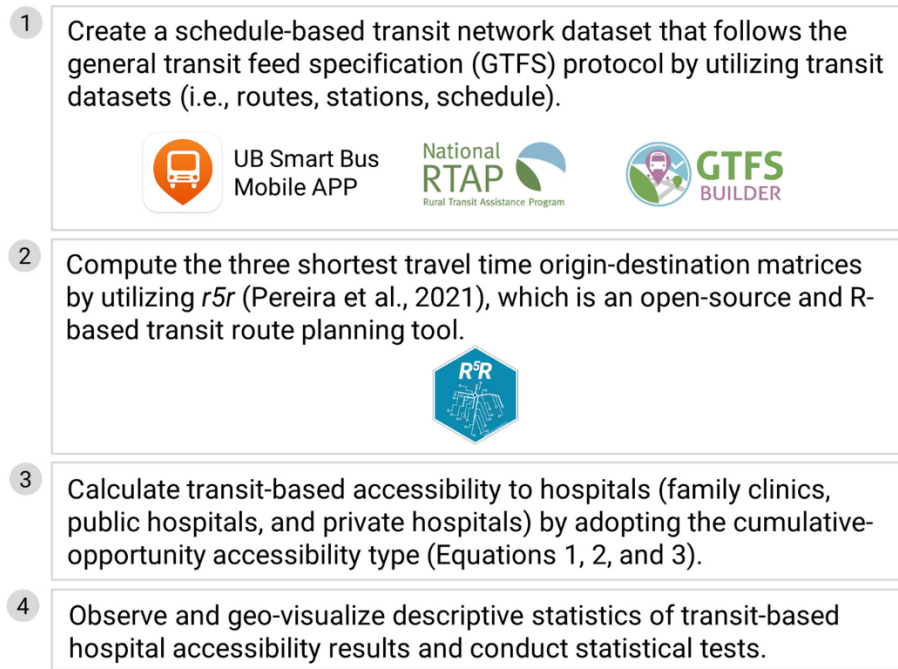 1
Create a schedule-based transit network dataset that follows the
general transit feed specification (GTFS) protocol by utilizing transit
datasets (i.e., routes, stations, schedule).
UB Smart Bus
Mobile APP
National
RTAP
Rural Transit Assistance Program
GTFS
BUILDER
2
Compute the three shortest travel time origin-destination matrices
by utilizing r5r (Pereira et al., 2021), which is an open-source and R-
based transit route planning tool.
R⁵R
3
Calculate transit-based accessibility to hospitals (family clinics,
public hospitals, and private hospitals) by adopting the cumulative-
opportunity accessibility type (Equations 1, 2, and 3).
4
Observe and geo-visualize descriptive statistics of transit-based
hospital accessibility results and conduct statistical tests.